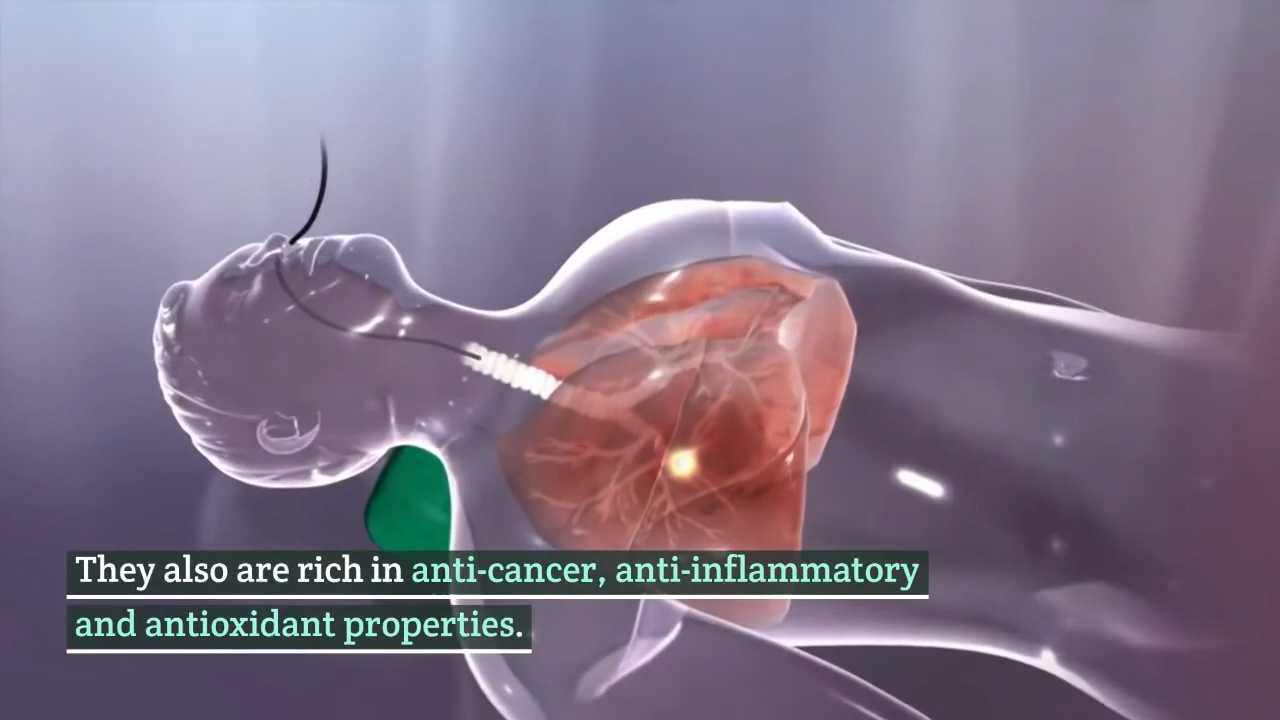 They also are rich in anti-cancer, anti-inflammatory
and antioxidant properties.